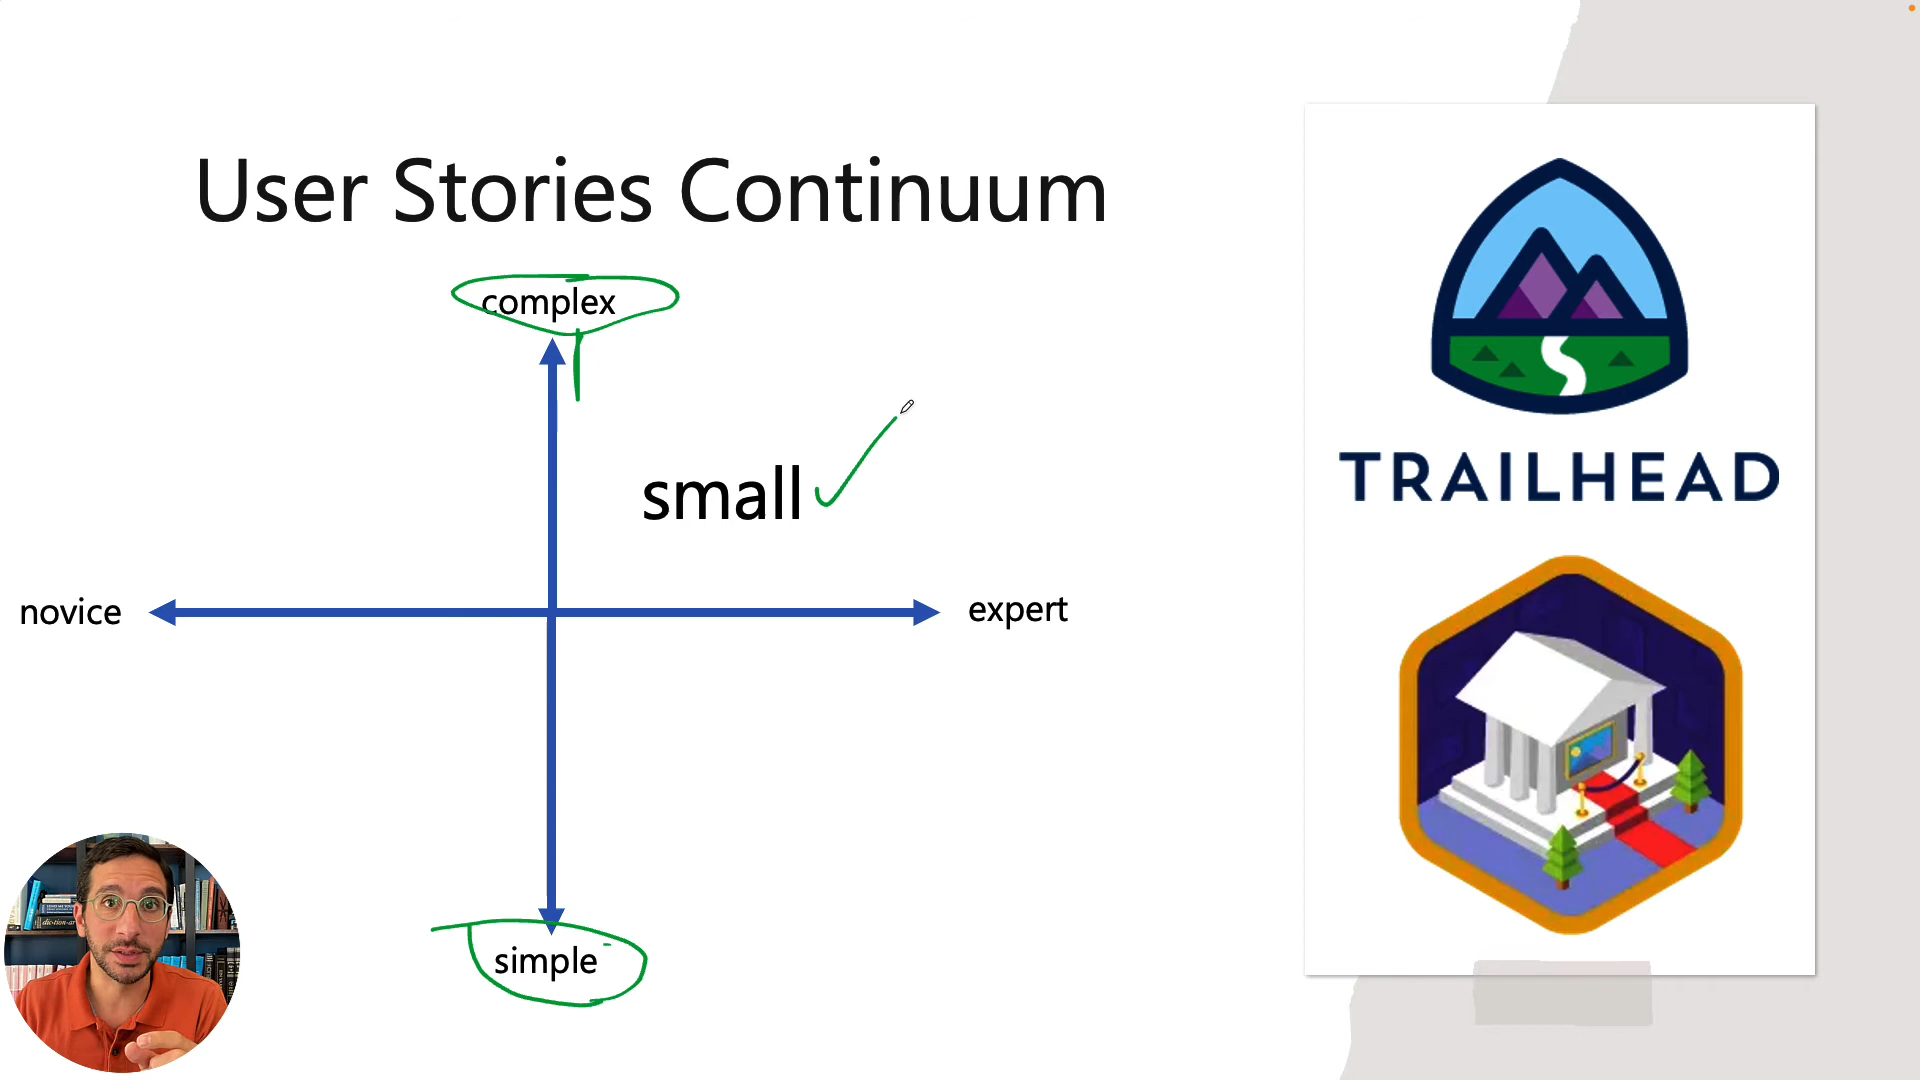 User Stories Continuum
complex
small
novice
expert
simple
TRAILHEAD